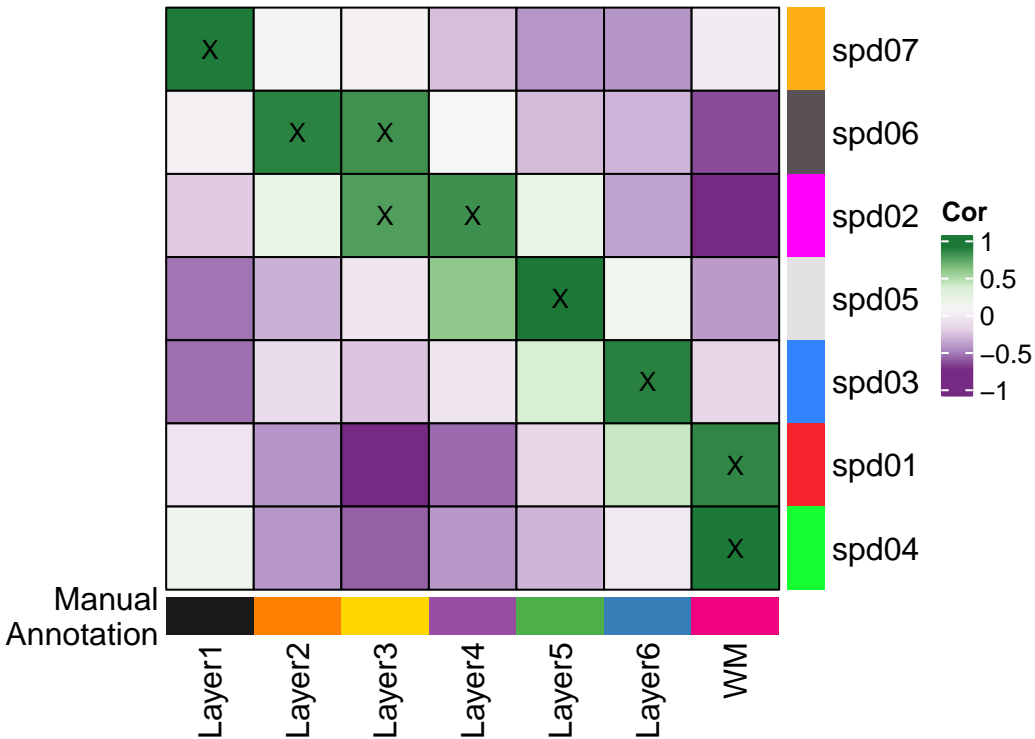 X
spd07
X
X
spd06
X
X
spd02
X
spd05
X
spd03
X
spd01
X
spd04
Cor
1
0.5
0
−0.5
−1
Manual
Annotation
Layer1
Layer2
Layer3
Layer4
Layer5
Layer6
WM